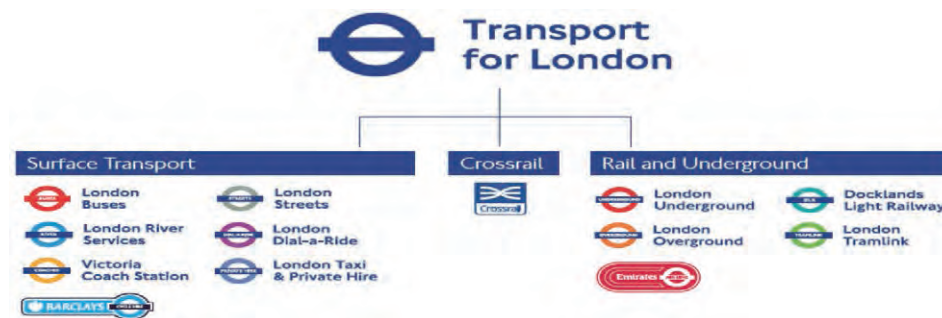 Transport
for London
Surface Transport
Crossrail
Rail and Underground
London
Buses
London
Streets
London River
Services
London
Dial-a-Ride
Victoria
Coach Station
London Taxi
& Private Hire
BARCLAYS
Crossrail
London
Underground
Docklands
Light Railway
London
Overground
London
Tramlink
Emirates